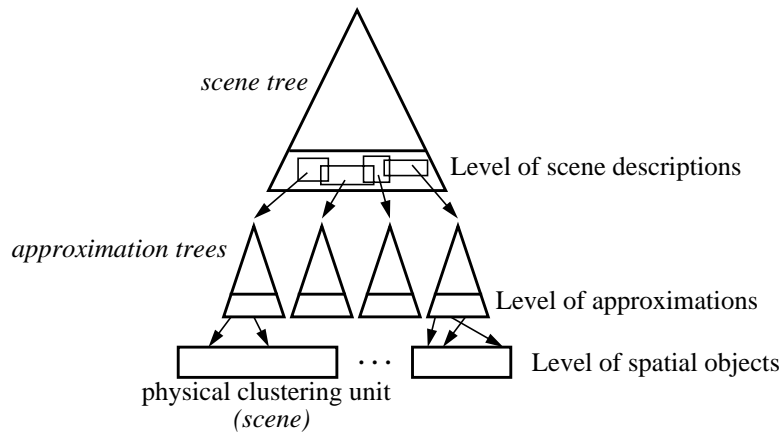 scene tree
Level of scene descriptions
approximation trees
Level of approximations
. . .
Level of spatial objects
physical clustering unit
(scene)